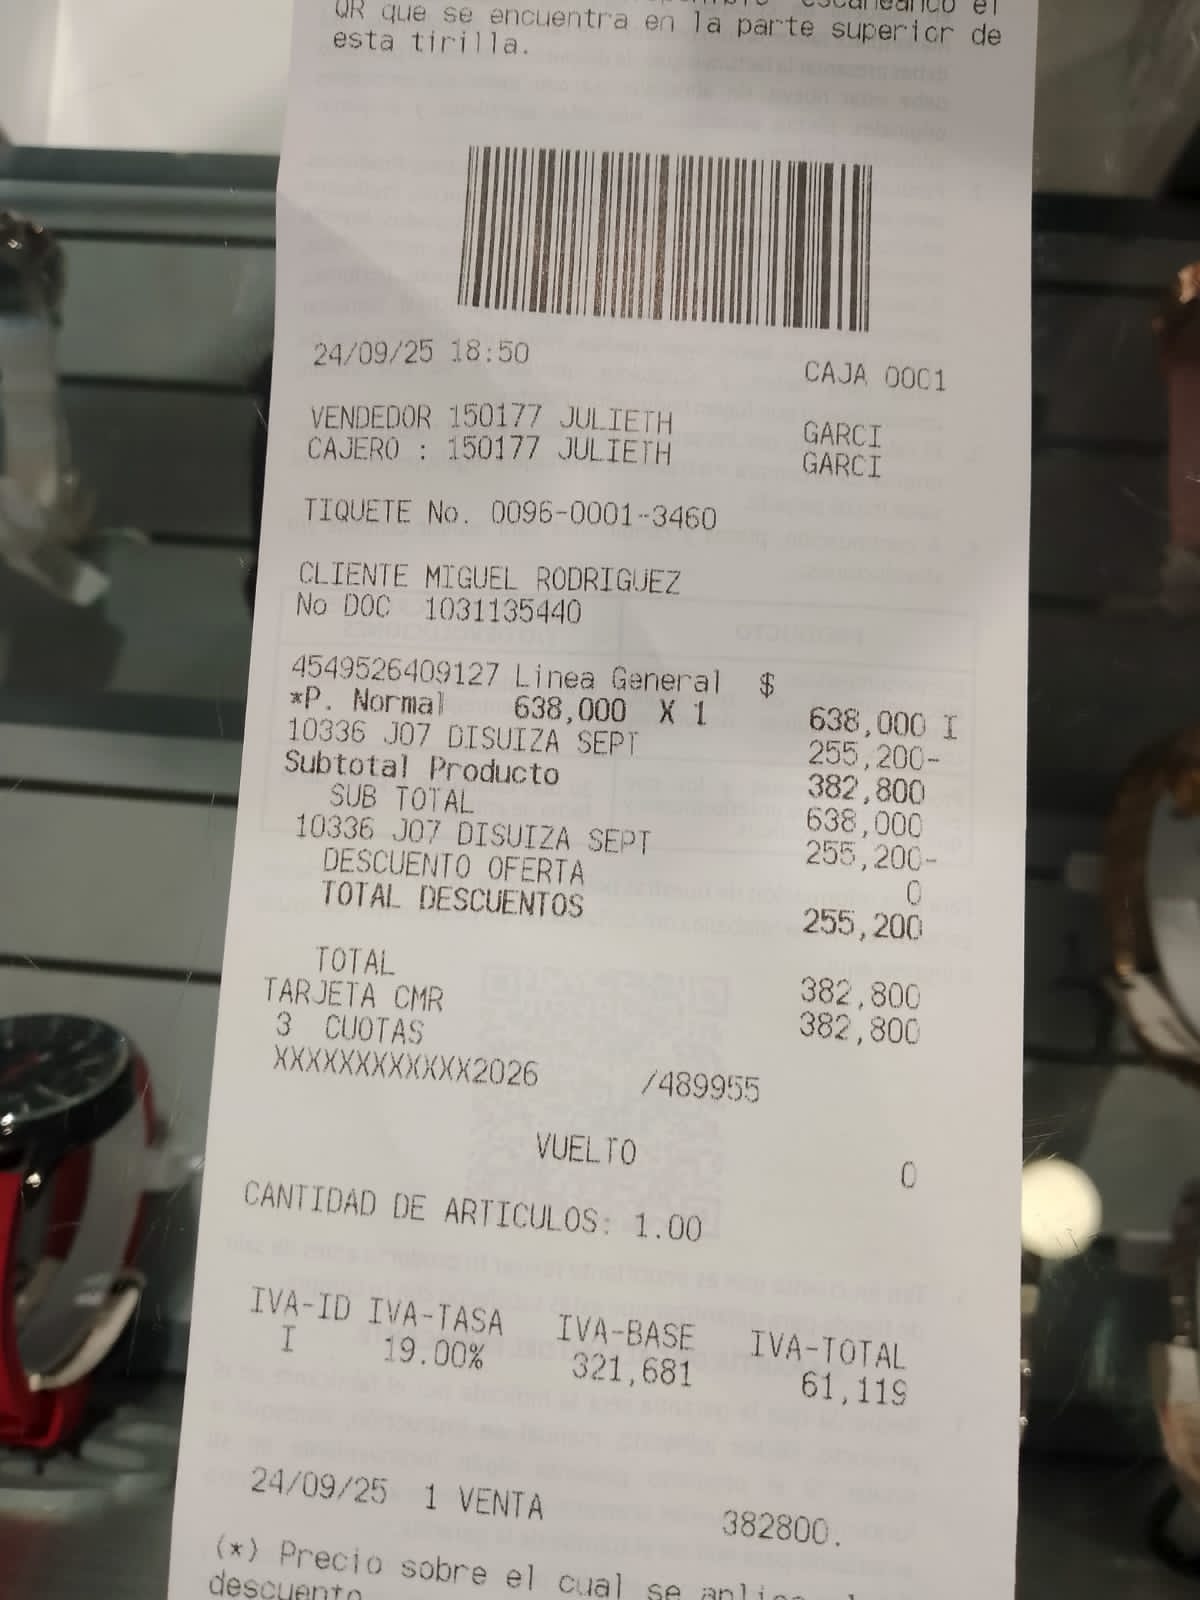 escaneando el
QR que se encuentra en la parte superior de
esta tirilla.
24/09/25 18:50 CAJA 0001
VENDEDOR 150177 JULIETH GARCI
CAJERO : 150177 JULIETH GARCI
TIQUETE No. 0096-0001-3460
CLIENTE MIGUEL RODRIGUEZ
No DOC 1031135440
4549526409127 Linea General $
*P. Normal 638,000 X 1 638,000 I
10336 J07 DISUIZA SEPT 255,200-
Subtotal Producto 382,800
SUB TOTAL 638,000
10336 J07 DISUIZA SEPT 255,200-
DESCUENTO OFERTA 0
TOTAL DESCUENTOS 255,200
TOTAL 382,800
TARJETA CMR 382,800
3 CUOTAS
XXXXXXXXXXXX2026 /489955
VUELTO 0
CANTIDAD DE ARTICULOS: 1.00
IVA-ID IVA-TASA IVA-BASE IVA-TOTAL
I 19.00% 321,681 61,119
24/09/25 1 VENTA 382800.
(*) Precio sobre el cual se aplica
descuento